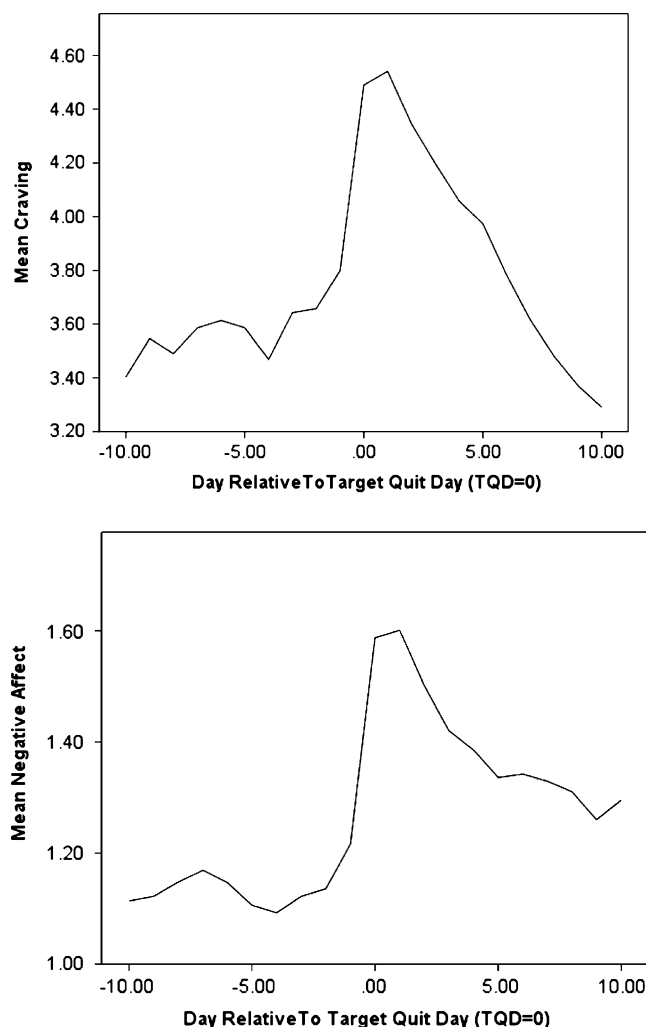 4.60
4.40
4.20
4.00
3.80
3.60
3.40
3.20
Mean Craving
-10.00 -5.00 .00 5.00 10.00
Day RelativeToTarget Quit Day (TQD=0)
1.60
1.40
1.20
1.00
Mean Negative Affect
-10.00 -5.00 .00 5.00 10.00
Day RelativeTo Target Quit Day (TQD=0)